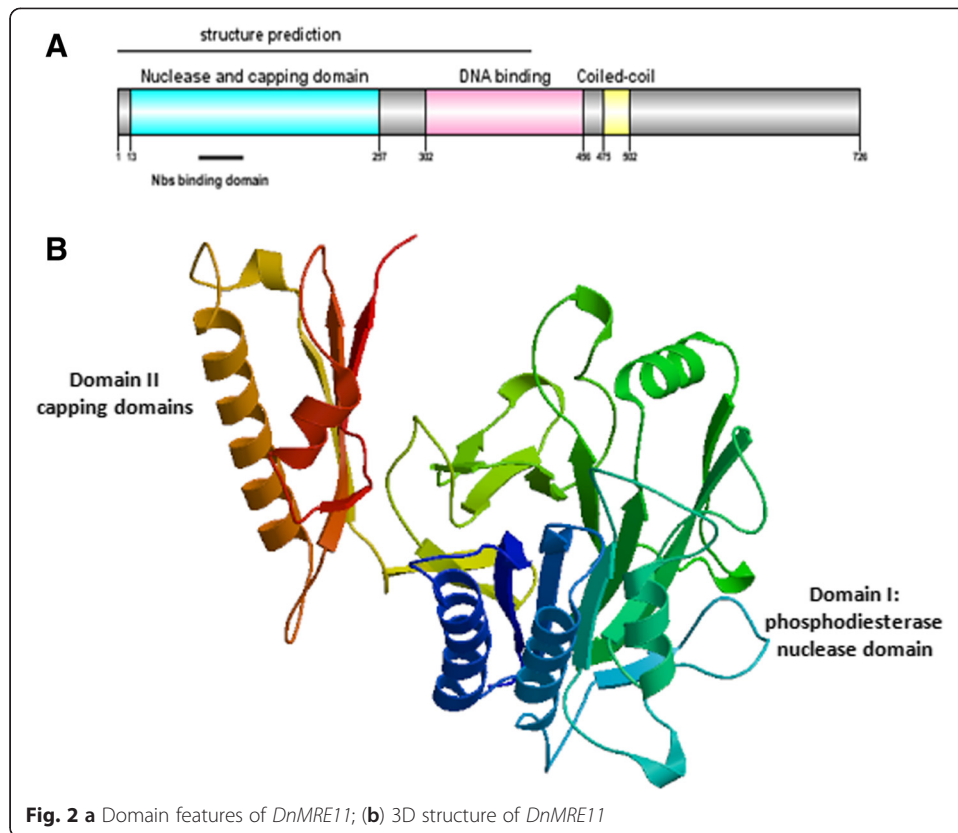 A
structure prediction
Nuclease and capping domain DNA binding Coiled-coil
1 13 257 302 456 475 502 726
Nbs binding domain
B
Domain II
capping domains
Domain I:
phosphodiesterase
nuclease domain
Fig. 2 a Domain features of DnMRE11; (b) 3D structure of DnMRE11